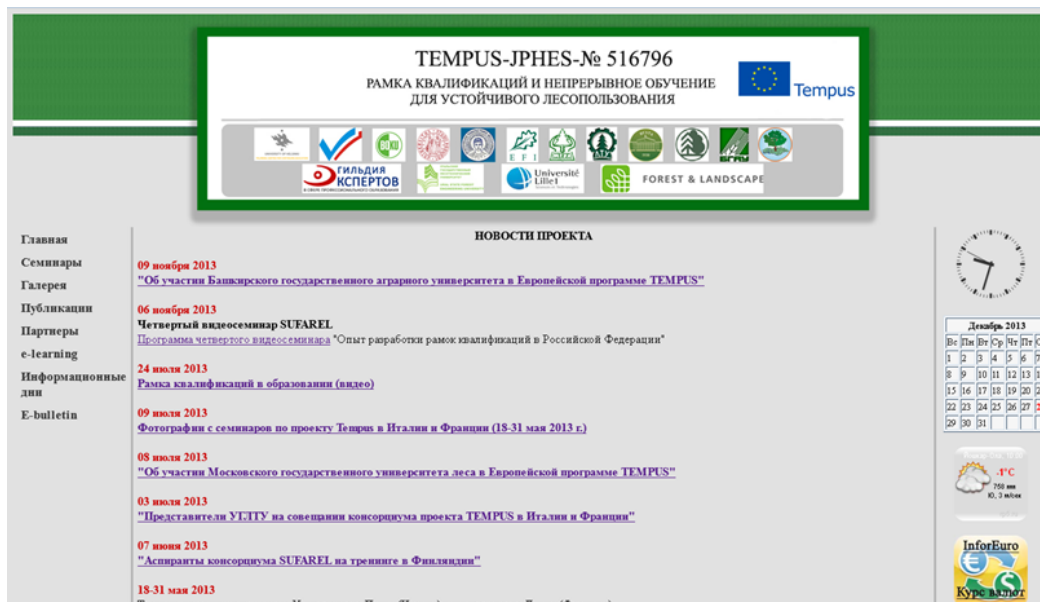 TEMPUS-JPHES-№ 516796
РАМКА КВАЛИФИКАЦИЙ И НЕПРЕРЫВНОЕ ОБУЧЕНИЕ
ДЛЯ УСТОЙЧИВОГО ЛЕСОПОЛЬЗОВАНИЯ
Tempus
BOKU
EFI
ГИЛЬДИЯ
ЭКСПЕРТОВ
Université
Lille1
FOREST & LANDSCAPE
Главная
Семинары
Галерея
Публикации
Партнеры
e-learning
Информационные
дни
E-bulletin
НОВОСТИ ПРОЕКТА
09 ноября 2013
"Об участии Башкирского государственного аграрного университета в Европейской программе TEMPUS"
06 ноября 2013
Четвертый видеосеминар SUFAREL
Программа четвертого видеосеминара "Опыт разработки рамок квалификаций в Российской Федерации"
24 июля 2013
Рамка квалификаций в образовании (видео)
09 июля 2013
Фотографии с семинаров по проекту Tempus в Италии и Франции (18-31 мая 2013 г.)
08 июля 2013
"Об участии Московского государственного университета леса в Европейской программе TEMPUS"
03 июля 2013
"Представители УГЛТУ на совещании консорциума проекта TEMPUS в Италии и Франции"
07 июня 2013
"Аспиранты консорциума SUFAREL на тренинге в Финляндии"
18-31 мая 2013
Декабрь 2013
Вс Пн Вт Ср Чт Пт
1 2 3 4 5 6 7
8 9 10 11 12 13
15 16 17 18 19 20
22 23 24 25 26 27
29 30 31
-1°C
758 мм
Ю, 3 м/сек
InforEuro
Курс валют